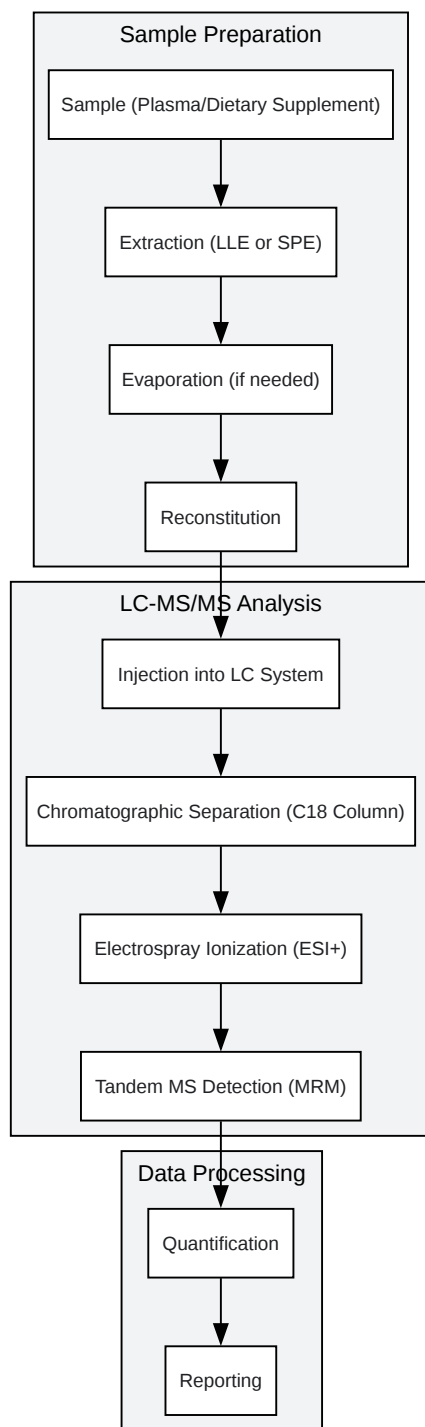 Sample Preparation
Sample (Plasma/Dietary Supplement)
Extraction (LLE or SPE)
Evaporation (if needed)
Reconstitution
LC-MS/MS Analysis
Injection into LC System
Chromatographic Separation (C18 Column)
Electrospray Ionization (ESI+)
Tandem MS Detection (MRM)
Data Processing
Quantification
Reporting